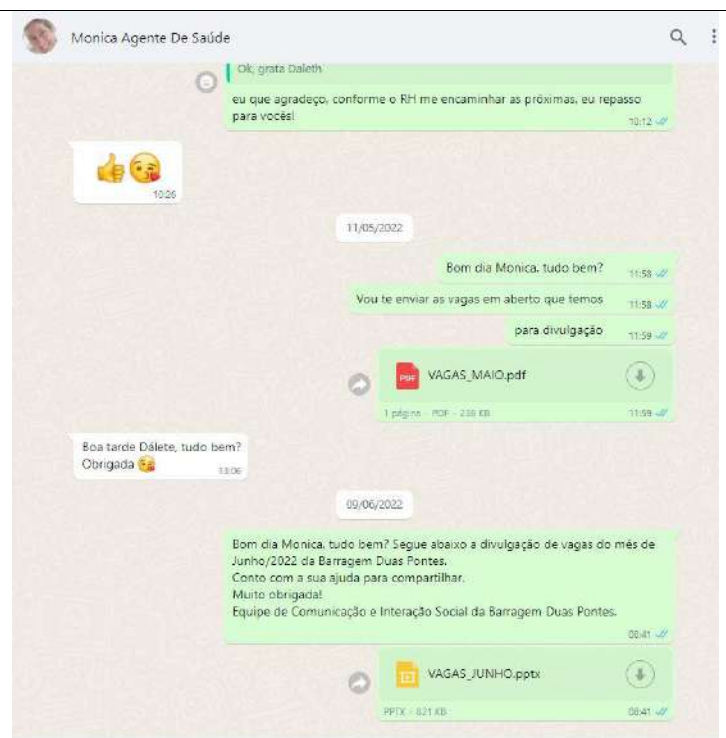 Monica Agente De Saúde
Ok, grata Daleth
eu que agradeço, conforme o RH me encaminhar as próximas, eu repasso
para vocês!
10:12
10:26
11/05/2022
Bom dia Monica, tudo bem?
11:58
Vou te enviar as vagas em aberto que temos
11:58
para divulgação
11:59
PDF
VAGAS_MAIO.pdf
1 página - PDF - 238 KB
11:59
Boa tarde Dálete, tudo bem?
Obrigada
13:06
09/06/2022
Bom dia Monica, tudo bem? Segue abaixo a divulgação de vagas do mês de
Junho/2022 da Barragem Duas Pontes.
Conto com a sua ajuda para compartilhar.
Muito obrigada!
Equipe de Comunicação e Interação Social da Barragem Duas Pontes.
08:41
VAGAS_JUNHO.pptx
PPTX - 821 KB
08:41